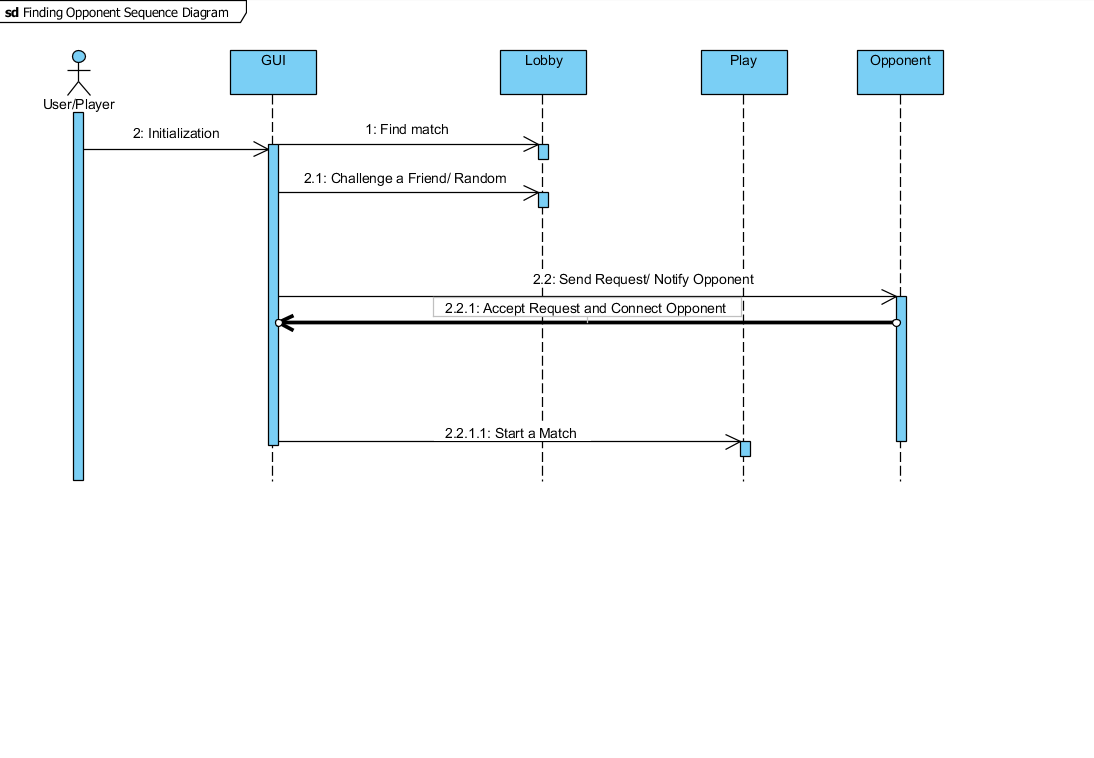 sd Finding Opponent Sequence Diagram
GUI
Lobby
Play
Opponent
User/Player
2: Initialization
1: Find match
2.1: Challenge a Friend/ Random
2.2: Send Request/ Notify Opponent
2.2.1: Accept Request and Connect Opponent
2.2.1.1: Start a Match